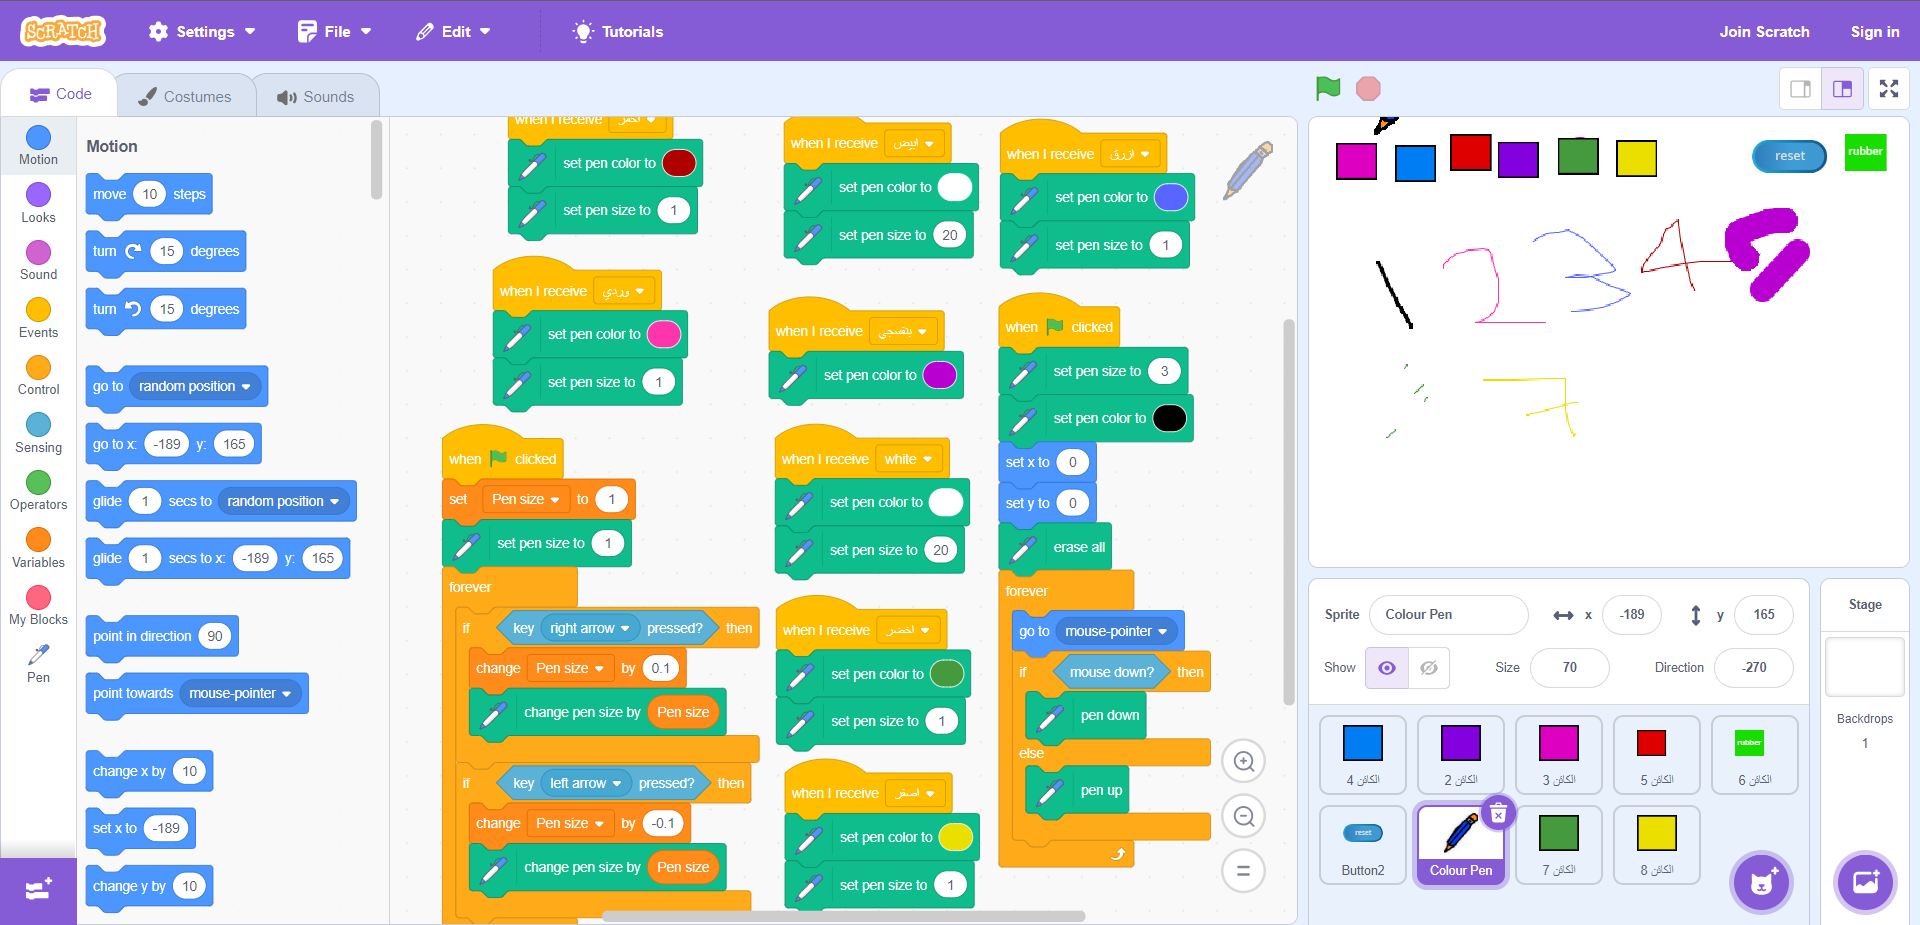 SCRATCH Settings File Edit Tutorials Join Scratch Sign in
Code Costumes Sounds
Motion
Looks
Sound
Events
Control
Sensing
Operators
Variables
My Blocks
Pen
Motion
move 10 steps
turn 15 degrees
turn 15 degrees
go to random position
go to x: -189 y: 165
glide 1 secs to random position
glide 1 secs to x: -189 y: 165
point in direction 90
point towards mouse-pointer
change x by 10
set x to -189
change y by 10
when I receive
set pen color to
set pen size to 1
when I receive وردي
set pen color to
set pen size to 1
when clicked
set Pen size to 1
set pen size to 1
forever
if key right arrow pressed? then
change Pen size by 0.1
change pen size by Pen size
if key left arrow pressed? then
change Pen size by -0.1
change pen size by Pen size
when I receive ابيض
set pen color to
set pen size to 20
when I receive
set pen color to
when I receive white
set pen color to
set pen size to 20
when I receive اخضر
set pen color to
set pen size to 1
when I receive اصفر
set pen color to
set pen size to 1
when I receive ازرق
set pen color to
set pen size to 1
when clicked
set pen size to 3
set pen color to
set x to 0
set y to 0
erase all
forever
go to mouse-pointer
if mouse down? then
pen down
else
pen up
reset rubber
1 2 3 4 5
7
Sprite Colour Pen x -189 y 165
Show Size 70 Direction -270
الكائن 4
الكائن 2
الكائن 3
الكائن 5
rubber
الكائن 6
reset
Button2
Colour Pen
الكائن 7
الكائن 8
Stage
Backdrops
1